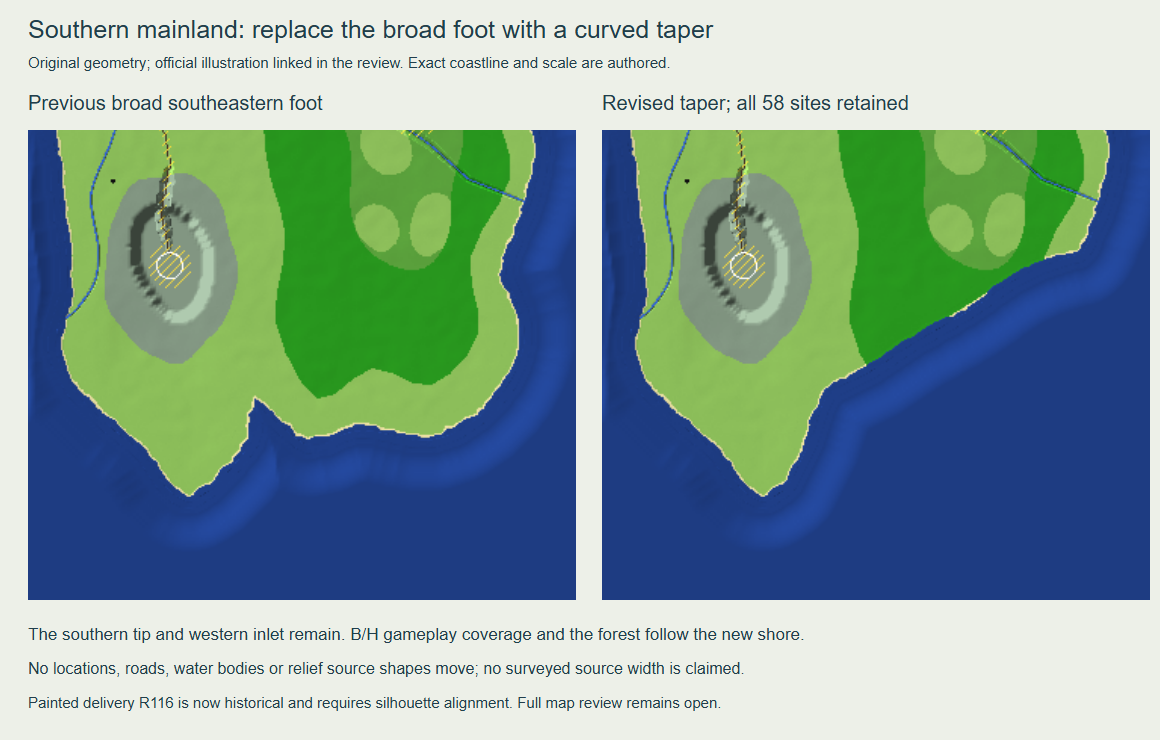 Southern mainland: replace the broad foot with a curved taper
Original geometry; official illustration linked in the review. Exact coastline and scale are authored.
Previous broad southeastern foot
Revised taper; all 58 sites retained
The southern tip and western inlet remain. B/H gameplay coverage and the forest follow the new shore.
No locations, roads, water bodies or relief source shapes move; no surveyed source width is claimed.
Painted delivery R116 is now historical and requires silhouette alignment. Full map review remains open.